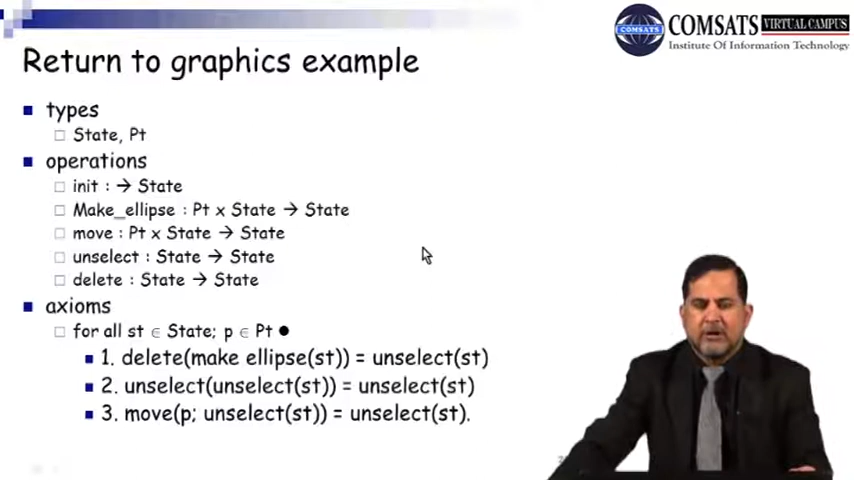 COMSATS VIRTUAL CAMPUS
COMSATS
Institute Of Information Technology
Return to graphics example
types
State, Pt
operations
init : → State
Make_ellipse : Pt x State → State
move : Pt x State → State
unselect : State → State
delete : State → State
axioms
for all st ∈ State; p ∈ Pt ●
1. delete(make ellipse(st)) = unselect(st)
2. unselect(unselect(st)) = unselect(st)
3. move(p; unselect(st)) = unselect(st).